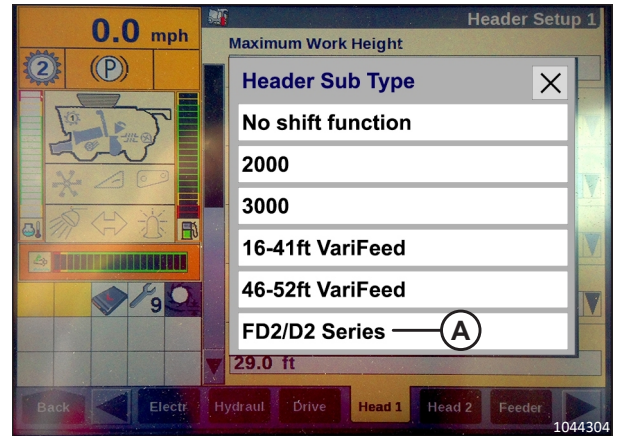 0.0 mph
Header Setup 1
Maximum Work Height
2
(P)
Header Sub Type
No shift function
2000
3000
16-41ft VariFeed
46-52ft VariFeed
FD2/D2 Series
A
9
29.0 ft
Back
Electr
Hydraul
Drive
Head 1
Head 2
Feeder
1044304